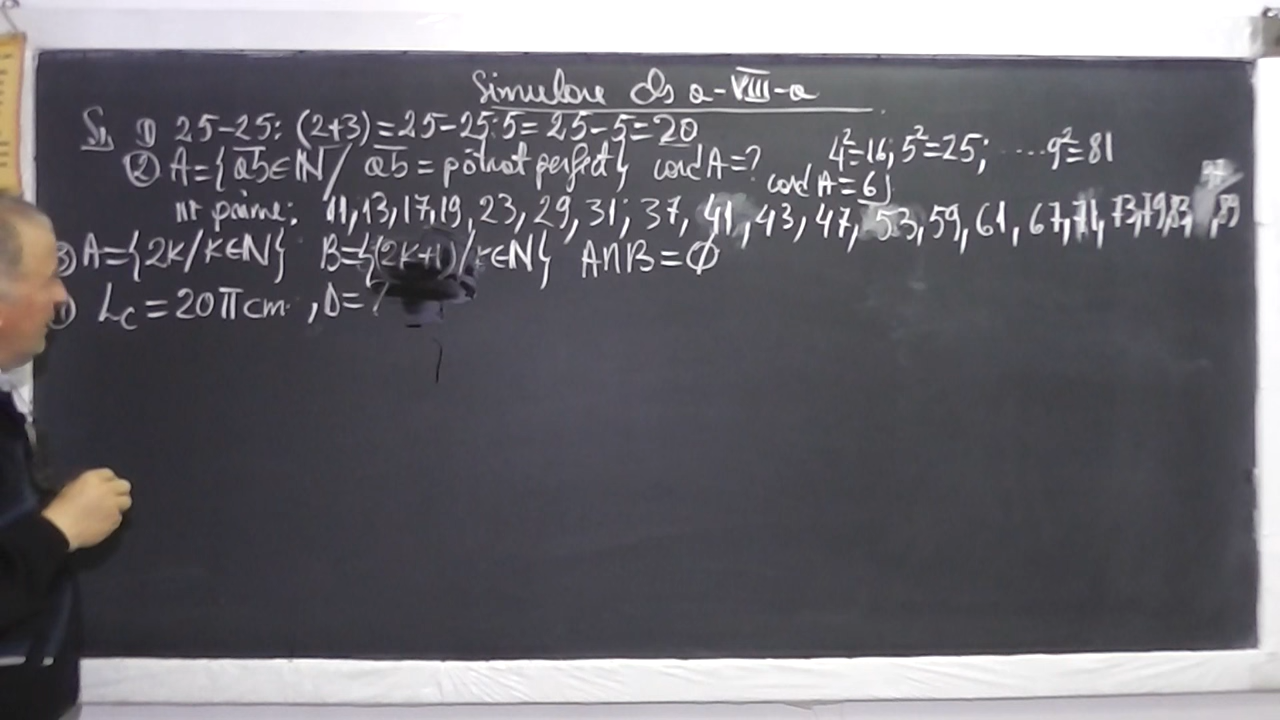 Simulare cls a-VIII-a
S₁ ① 25-25:(2+3)=25-25:5=25-5=20
② A={ab∈ℕ/ ab = pătrat perfect} card A=? 4²=16; 5²=25; ....9²=81
card A=6;
nr prime: 11,13,17,19,23,29,31; 37, 41,43,47, 53,59,61,67,71,73,79,83, ,89
97
③ A={2K/K∈N} B={(2K+1)/K∈N} A∩B=∅
L_C = 20πcm ,D=?